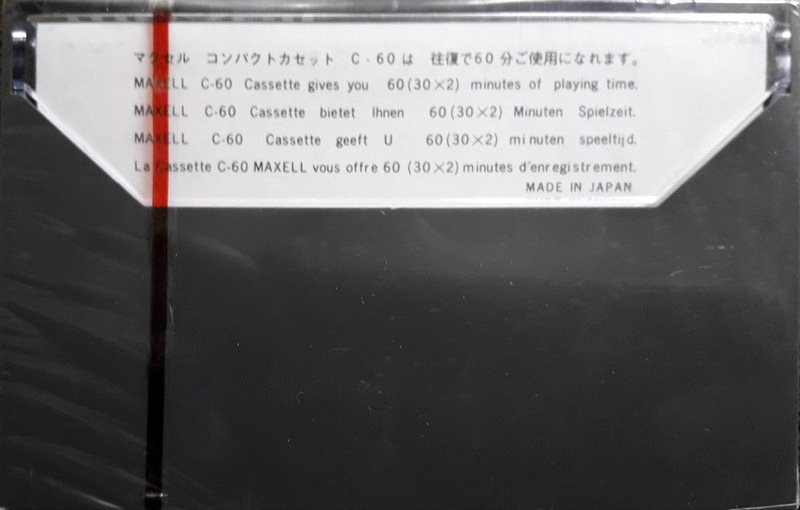 マクセル コンパクトカセット C-60は 往復で60分ご使用になれます。
MAXELL C-60 Cassette gives you 60(30×2) minutes of playing time.
MAXELL C-60 Cassette bietet Ihnen 60(30×2) Minuten Spielzeit.
MAXELL C-60 Cassette geeft U 60(30×2) minuten speeltijd.
La Cassette C-60 MAXELL vous offre 60 (30×2) minutes d'enregistrement.
MADE IN JAPAN